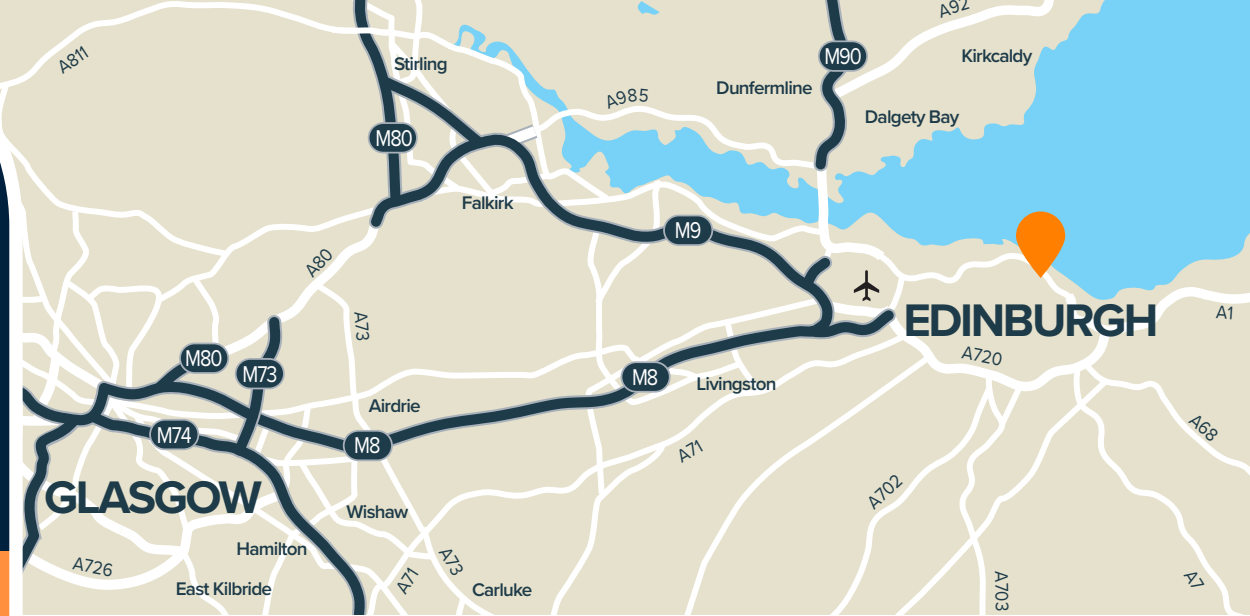 A92
A811
M90
Kirkcaldy
Stirling
Dunfermline
A985
Dalgety Bay
M80
Falkirk
M9
A80
A1
A73
EDINBURGH
M80
M73
A720
M8
Livingston
Airdrie
A68
M74
M8
A71
A702
GLASGOW
Wishaw
Hamilton
A726
A73
A71
East Kilbride
Carluke
A703
A7